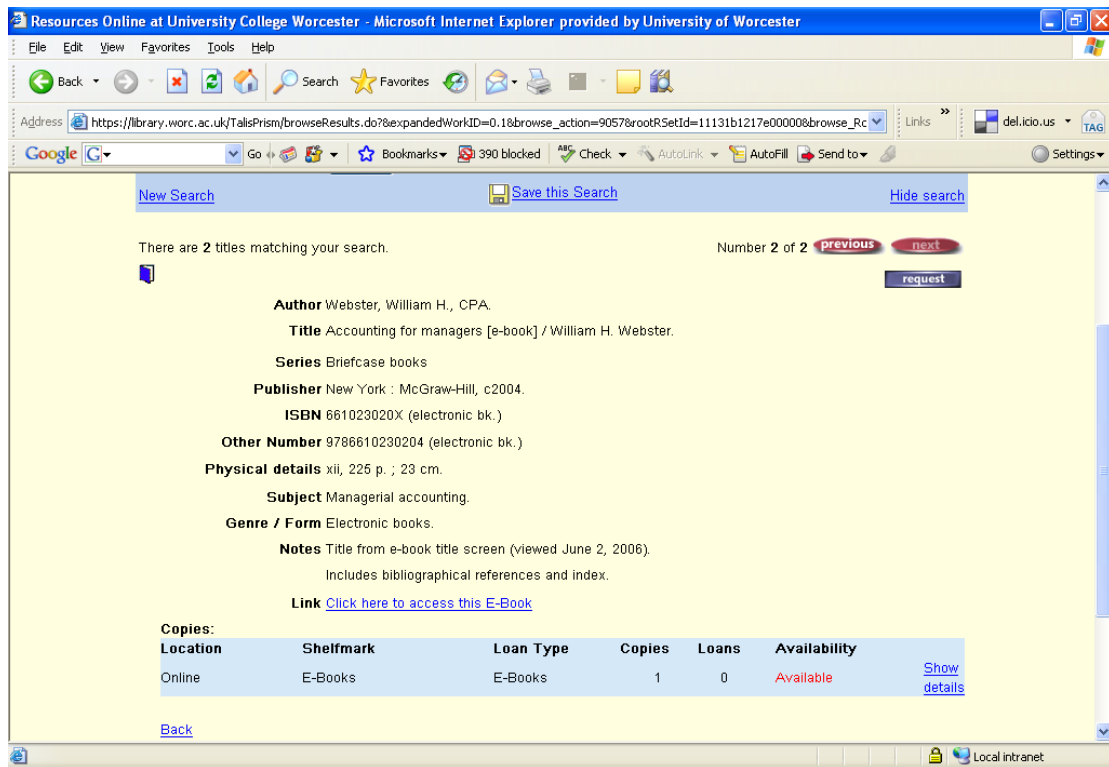 Resources Online at University College Worcester - Microsoft Internet Explorer provided by University of Worcester
File Edit View Favorites Tools Help
Back Search Favorites
Address https://library.worc.ac.uk/TalisPrism/browseResults.do?&expandedWorkID=0.1&browse_action=9057&rootRSetId=11131b1217e00000&browse_Rc Links » del.icio.us TAG
Google G Go Bookmarks 390 blocked ABC Check AutoLink AutoFill Send to Settings
New Search Save this Search Hide search
There are 2 titles matching your search. Number 2 of 2 previous next
request
Author Webster, William H., CPA.
Title Accounting for managers [e-book] / William H. Webster.
Series Briefcase books
Publisher New York : McGraw-Hill, c2004.
ISBN 661023020X (electronic bk.)
Other Number 9786610230204 (electronic bk.)
Physical details xii, 225 p. ; 23 cm.
Subject Managerial accounting.
Genre / Form Electronic books.
Notes Title from e-book title screen (viewed June 2, 2006).
Includes bibliographical references and index.
Link Click here to access this E-Book
Copies:
Location Shelfmark Loan Type Copies Loans Availability
Online E-Books E-Books 1 0 Available Show
details
Back
Local intranet